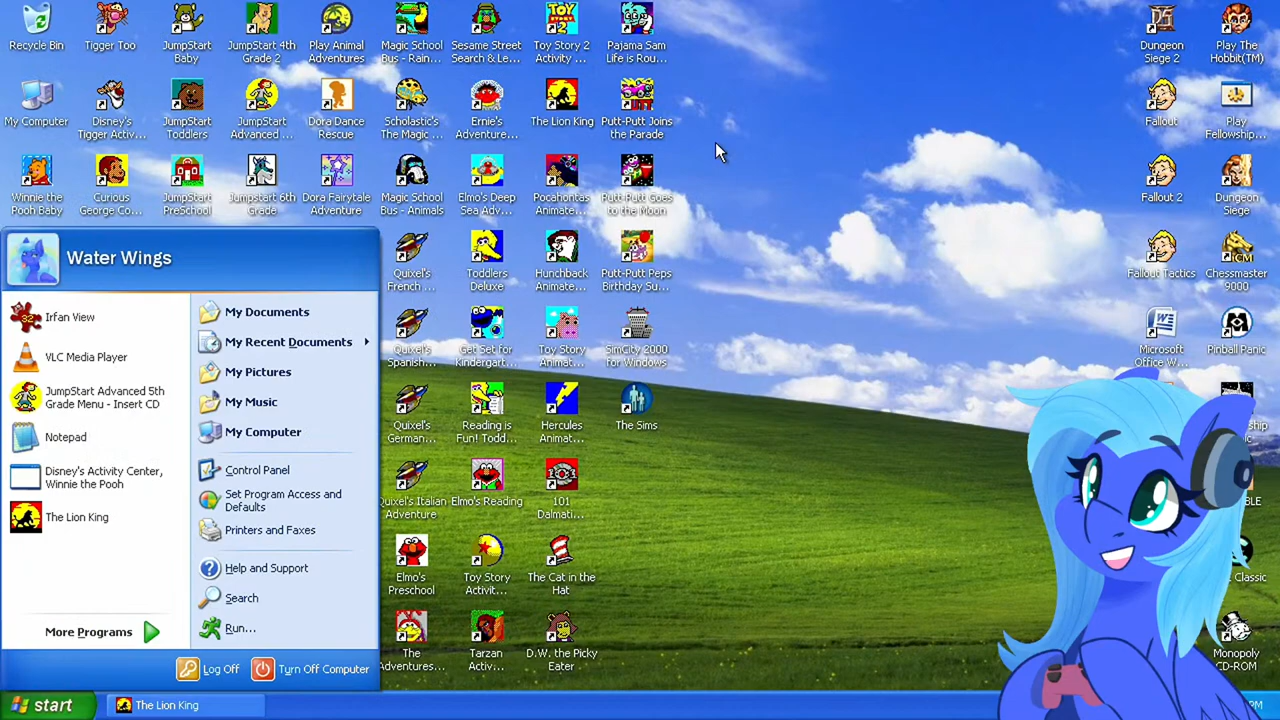 Recycle Bin
Tigger Too
JumpStart
Baby
JumpStart 4th
Grade 2
Play Animal
Adventures
Magic School
Bus - Rain...
Sesame Street
Search & Le...
Toy Story 2
Activity ...
Pajama Sam
Life is Rou...
Dungeon
Siege 2
Play The
Hobbit(TM)
My Computer
Disney's
Tigger Activ...
JumpStart
Toddlers
JumpStart
Advanced ...
Dora Dance
Rescue
Scholastic's
The Magic ...
Ernie's
Adventure...
The Lion King
Putt-Putt Joins
the Parade
Fallout
Play
Fellowship...
Winnie the
Pooh Baby
Curious
George Co...
JumpStart
PreSchool
Jumpstart 6th
Grade
Dora Fairytale
Adventure
Magic School
Bus - Animals
Elmo's Deep
Sea Adv...
Pocahontas
Animate...
Putt-Putt Goes
to the Moon
Fallout 2
Dungeon
Siege
Quixel's
French ...
Toddlers
Deluxe
Hunchback
Animate...
Putt-Putt Peps
Birthday Su...
Fallout Tactics
Chessmaster
9000
Quixel's
Spanish...
Get Set for
Kindergart...
Toy Story
Animat...
SimCity 2000
for Windows
Microsoft
Office W...
Pinball Panic
Quixel's
German...
Reading is
Fun! Todd...
Hercules
Animat...
The Sims
Quixel's Italian
Adventure
Elmo's Reading
101
Dalmati...
Elmo's
Preschool
Toy Story
Activit...
The Cat in the
Hat
Classic
The
Adventures...
Tarzan
Activ...
D.W. the Picky
Eater
Monopoly
CD-ROM
Water Wings
Irfan View
VLC Media Player
JumpStart Advanced 5th
Grade Menu - Insert CD
Notepad
Disney's Activity Center,
Winnie the Pooh
The Lion King
More Programs
My Documents
My Recent Documents
My Pictures
My Music
My Computer
Control Panel
Set Program Access and
Defaults
Printers and Faxes
Help and Support
Search
Run...
Log Off
Turn Off Computer
start
The Lion King
PM